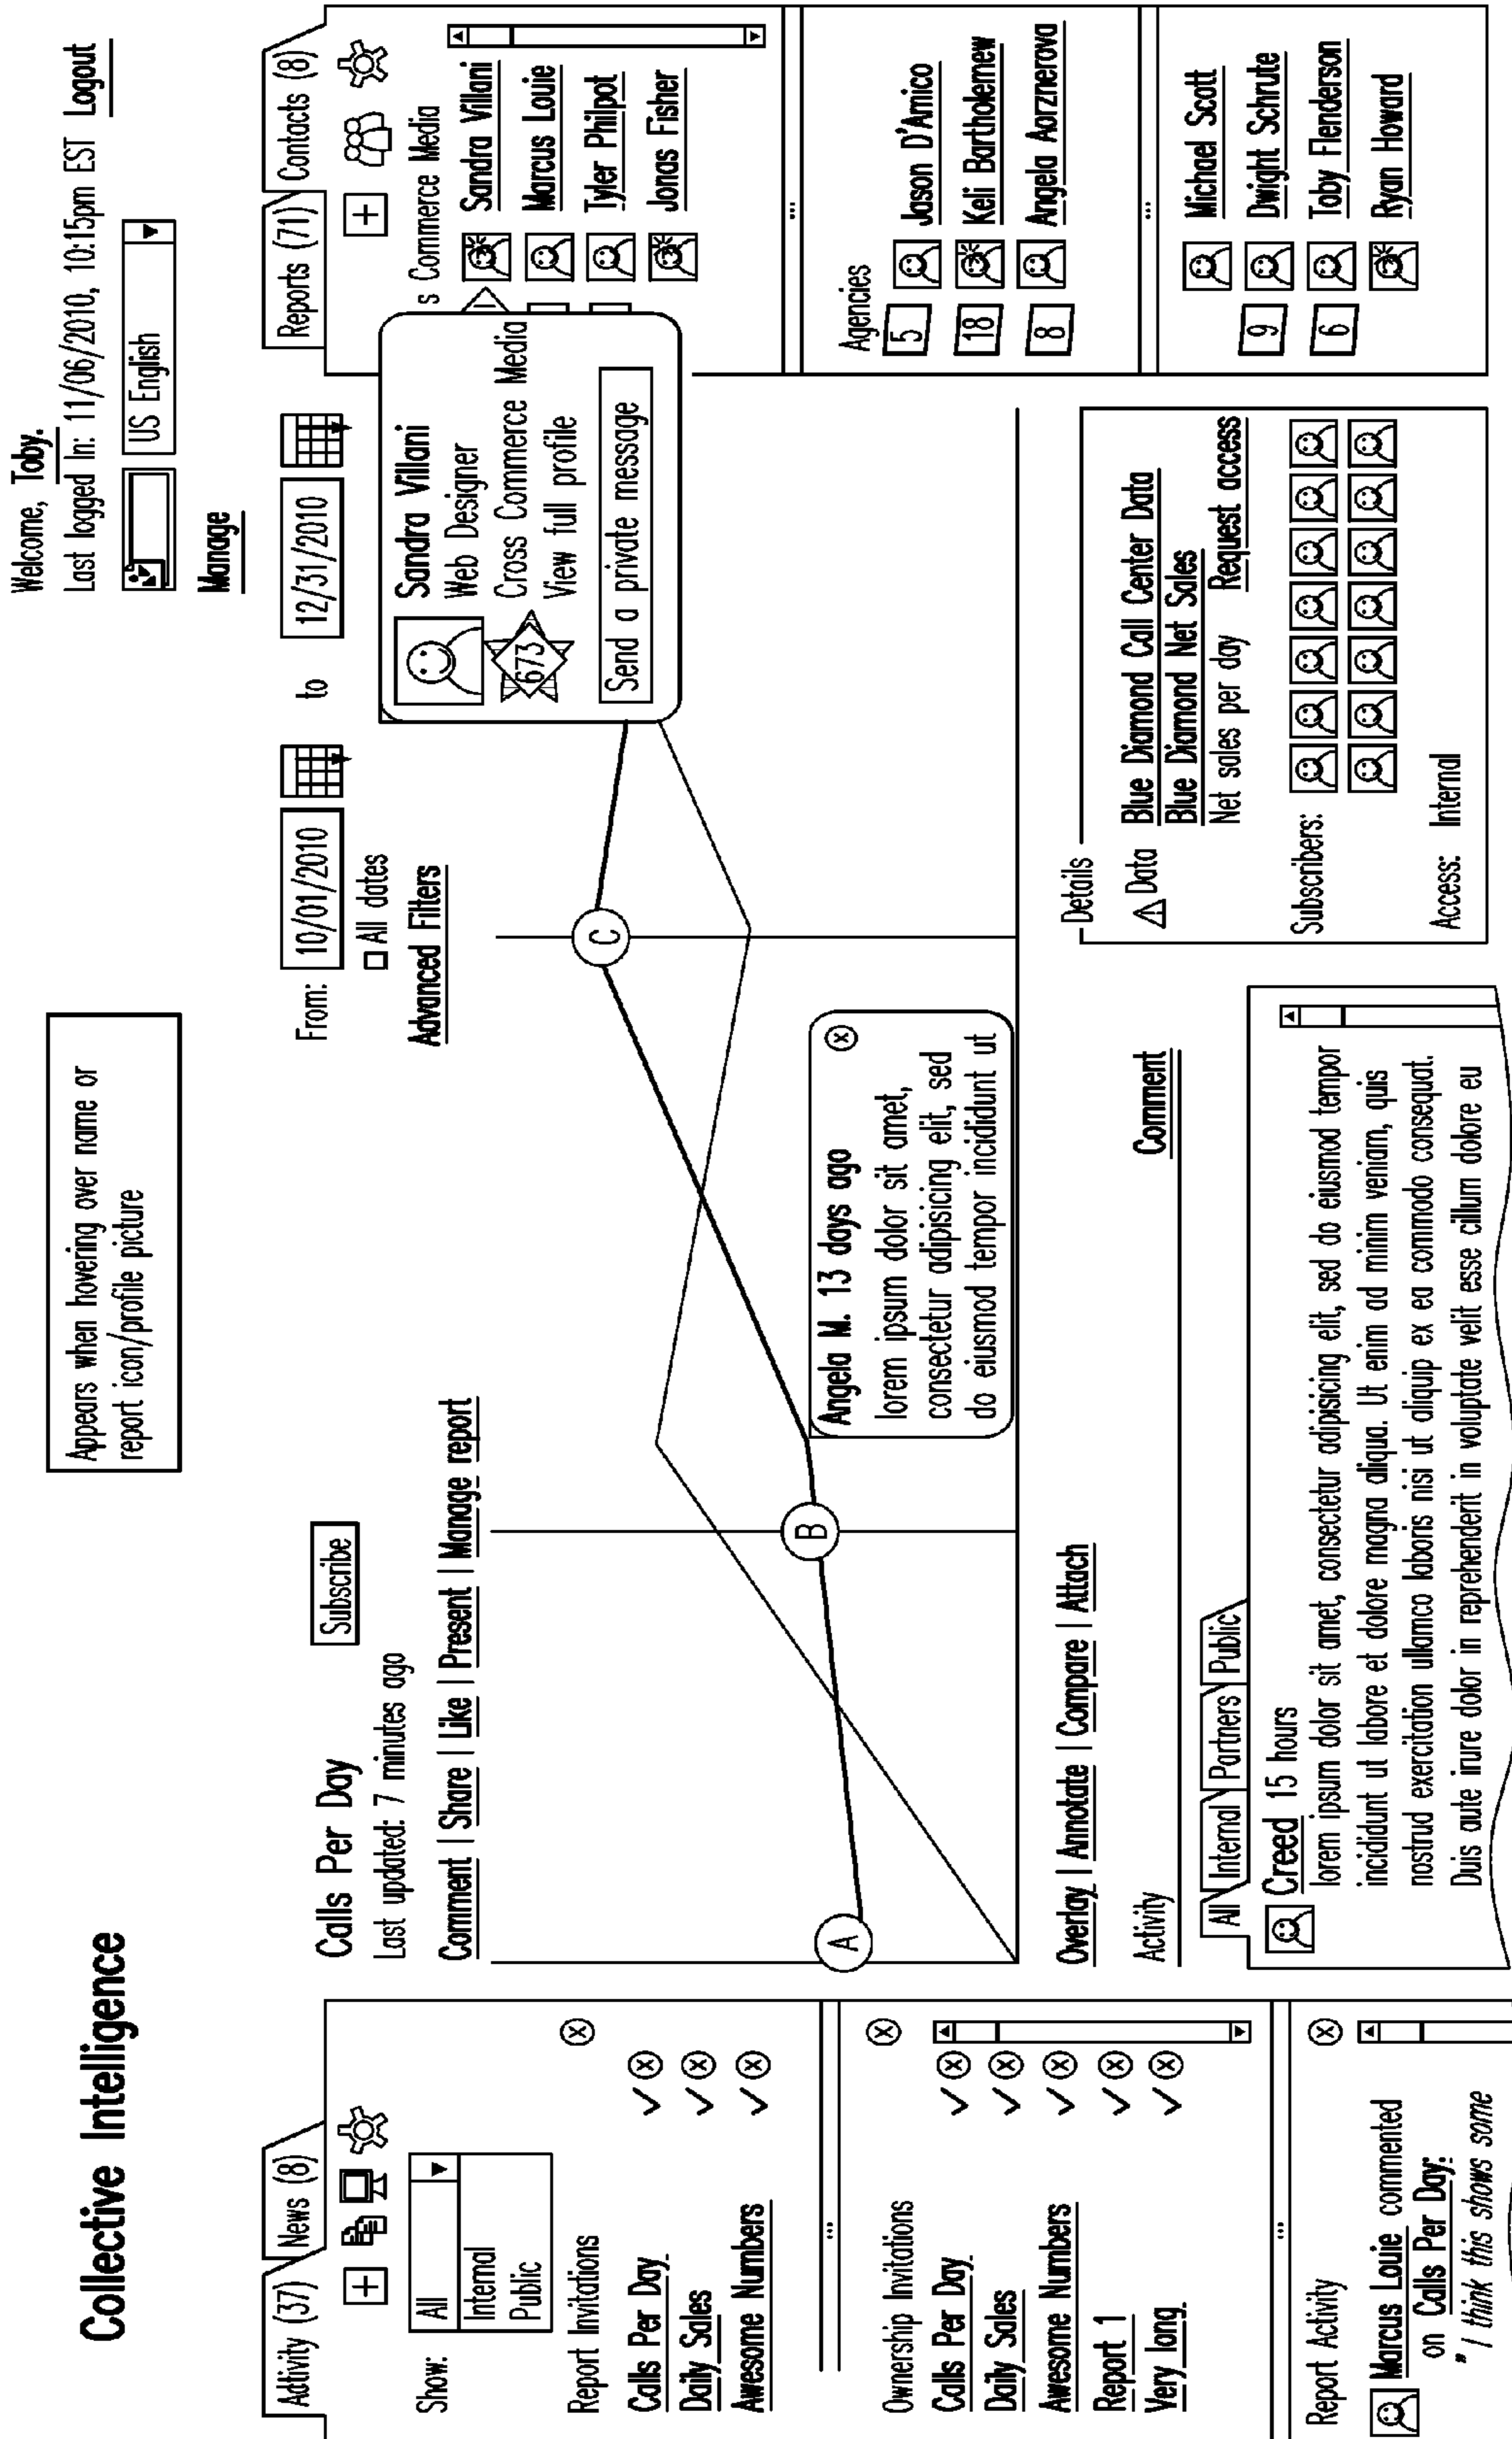 Collective Intelligence
Appears when hovering over name or
report icon/profile picture
Welcome, Toby.
Last logged In: 11/06/2010, 10:15pm EST Logout
US English
Manage
Activity (37) News (8)
Show: All
Internal
Public
Report Invitations
Calls Per Day
Daily Sales
Awesome Numbers
...
Ownership Invitations
Calls Per Day
Daily Sales
Awesome Numbers
Report 1
Very long
...
Report Activity
Marcus Louie commented
on Calls Per Day:
" I think this shows some
Calls Per Day Subscribe
Last updated: 7 minutes ago
Comment | Share | Like | Present | Manage report
From: 10/01/2010 to 12/31/2010
All dates
Advanced Filters
A
B
C
Angela M. 13 days ago
lorem ipsum dolor sit amet,
consectetur adipisicing elit, sed
do eiusmod tempor incididunt ut
Sandra Villani
Web Designer
Cross Commerce Media
View full profile
673
Send a private message
Overlay | Annotate | Compare | Attach
Activity Comment
All Internal Partners Public
Creed 15 hours
lorem ipsum dolor sit amet, consectetur adipisicing elit, sed do eiusmod tempor
incididunt ut labore et dolore magna aliqua. Ut enim ad minim veniam, quis
nostrud exercitation ullamco laboris nisi ut aliquip ex ea commodo consequat.
Duis aute irure dolor in reprehenderit in voluptate velit esse cillum dolore eu
Details
Data Blue Diamond Call Center Data
Blue Diamond Net Sales
Net sales per day Request access
Subscribers:
Access: Internal
Reports (71) Contacts (8)
s Commerce Media
Sandra Villani
Marcus Louie
Tyler Philpot
Jonas Fisher
...
Agencies
5 Jason D'Amico
18 Keli Bartholemew
8 Angela Aorznerova
...
Michael Scott
9 Dwight Schrute
6 Toby Flenderson
Ryan Howard